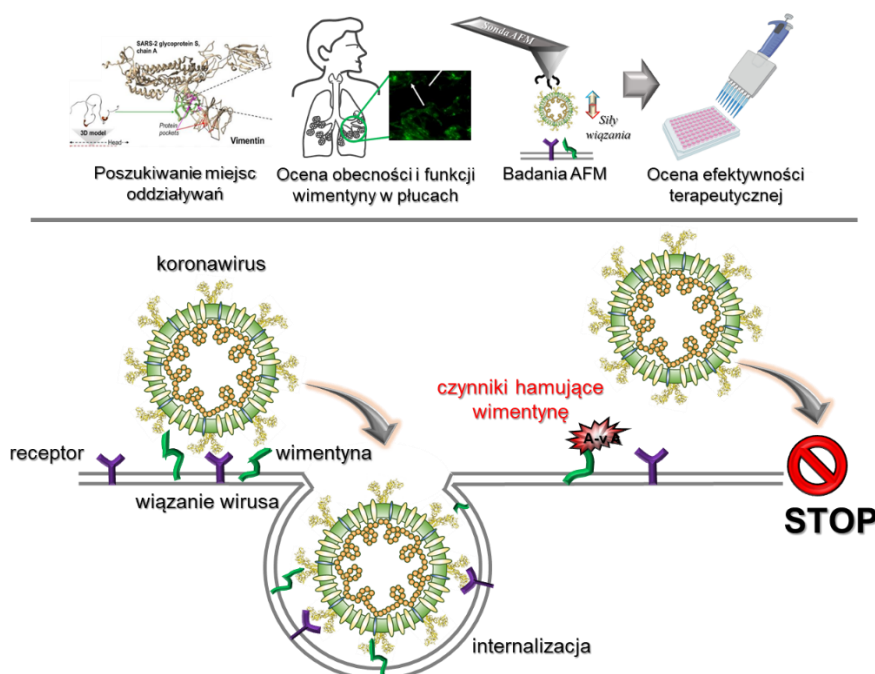 SARS-2 glycoprotein S,
chain A
3D model
Head
Protein
pockets
Vimentin
Poszukiwanie miejsc
oddziaływań
Ocena obecności i funkcji
wimentyny w płucach
Sonda AFM
Siły
wiązania
Badania AFM
Ocena efektywności
terapeutycznej
koronawirus
czynniki hamujące
wimentynę
A-v A
receptor
wimentyna
wiązanie wirusa
STOP
internalizacja